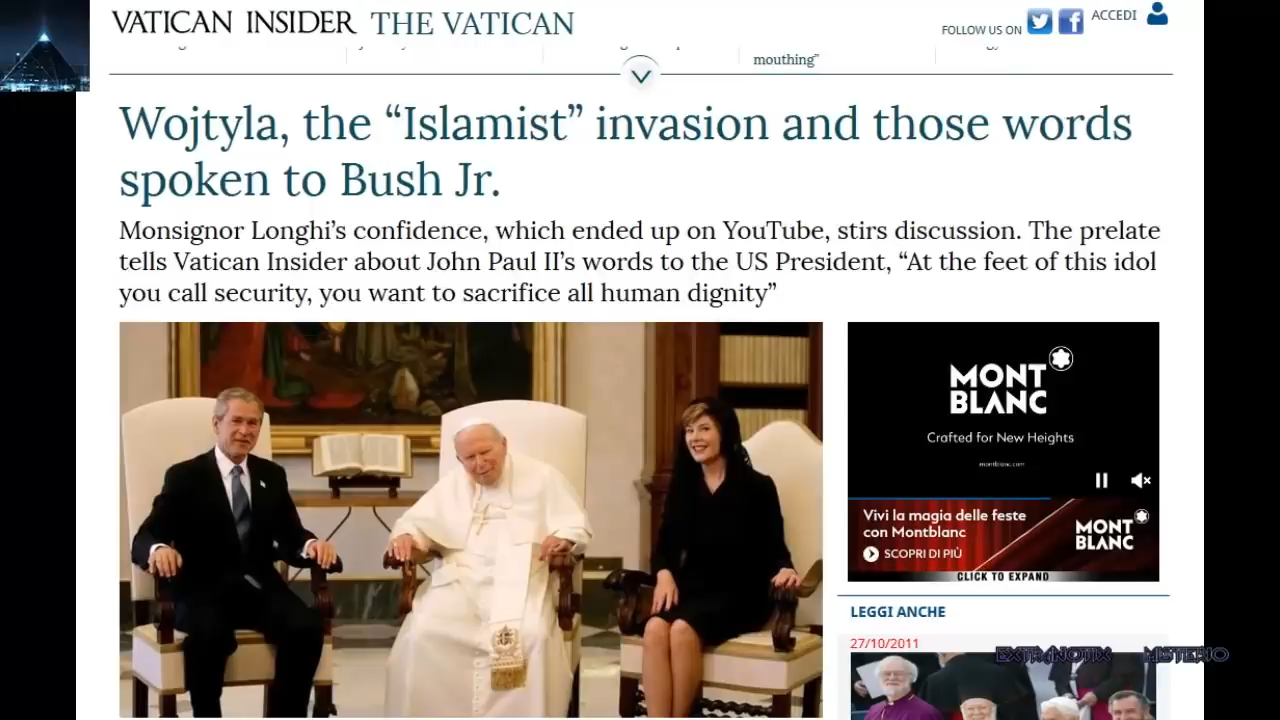 VATICAN INSIDER THE VATICAN
FOLLOW US ON
ACCEDI
mouthing”
Wojtyla, the “Islamist” invasion and those words
spoken to Bush Jr.
Monsignor Longhi’s confidence, which ended up on YouTube, stirs discussion. The prelate
tells Vatican Insider about John Paul II’s words to the US President, “At the feet of this idol
you call security, you want to sacrifice all human dignity”
MONT
BLANC
Crafted for New Heights
montblanc.com
Vivi la magia delle feste
con Montblanc
SCOPRI DI PIÙ
MONT
BLANC
CLICK TO EXPAND
LEGGI ANCHE
27/10/2011
EXTRANOTIX MISTERIO